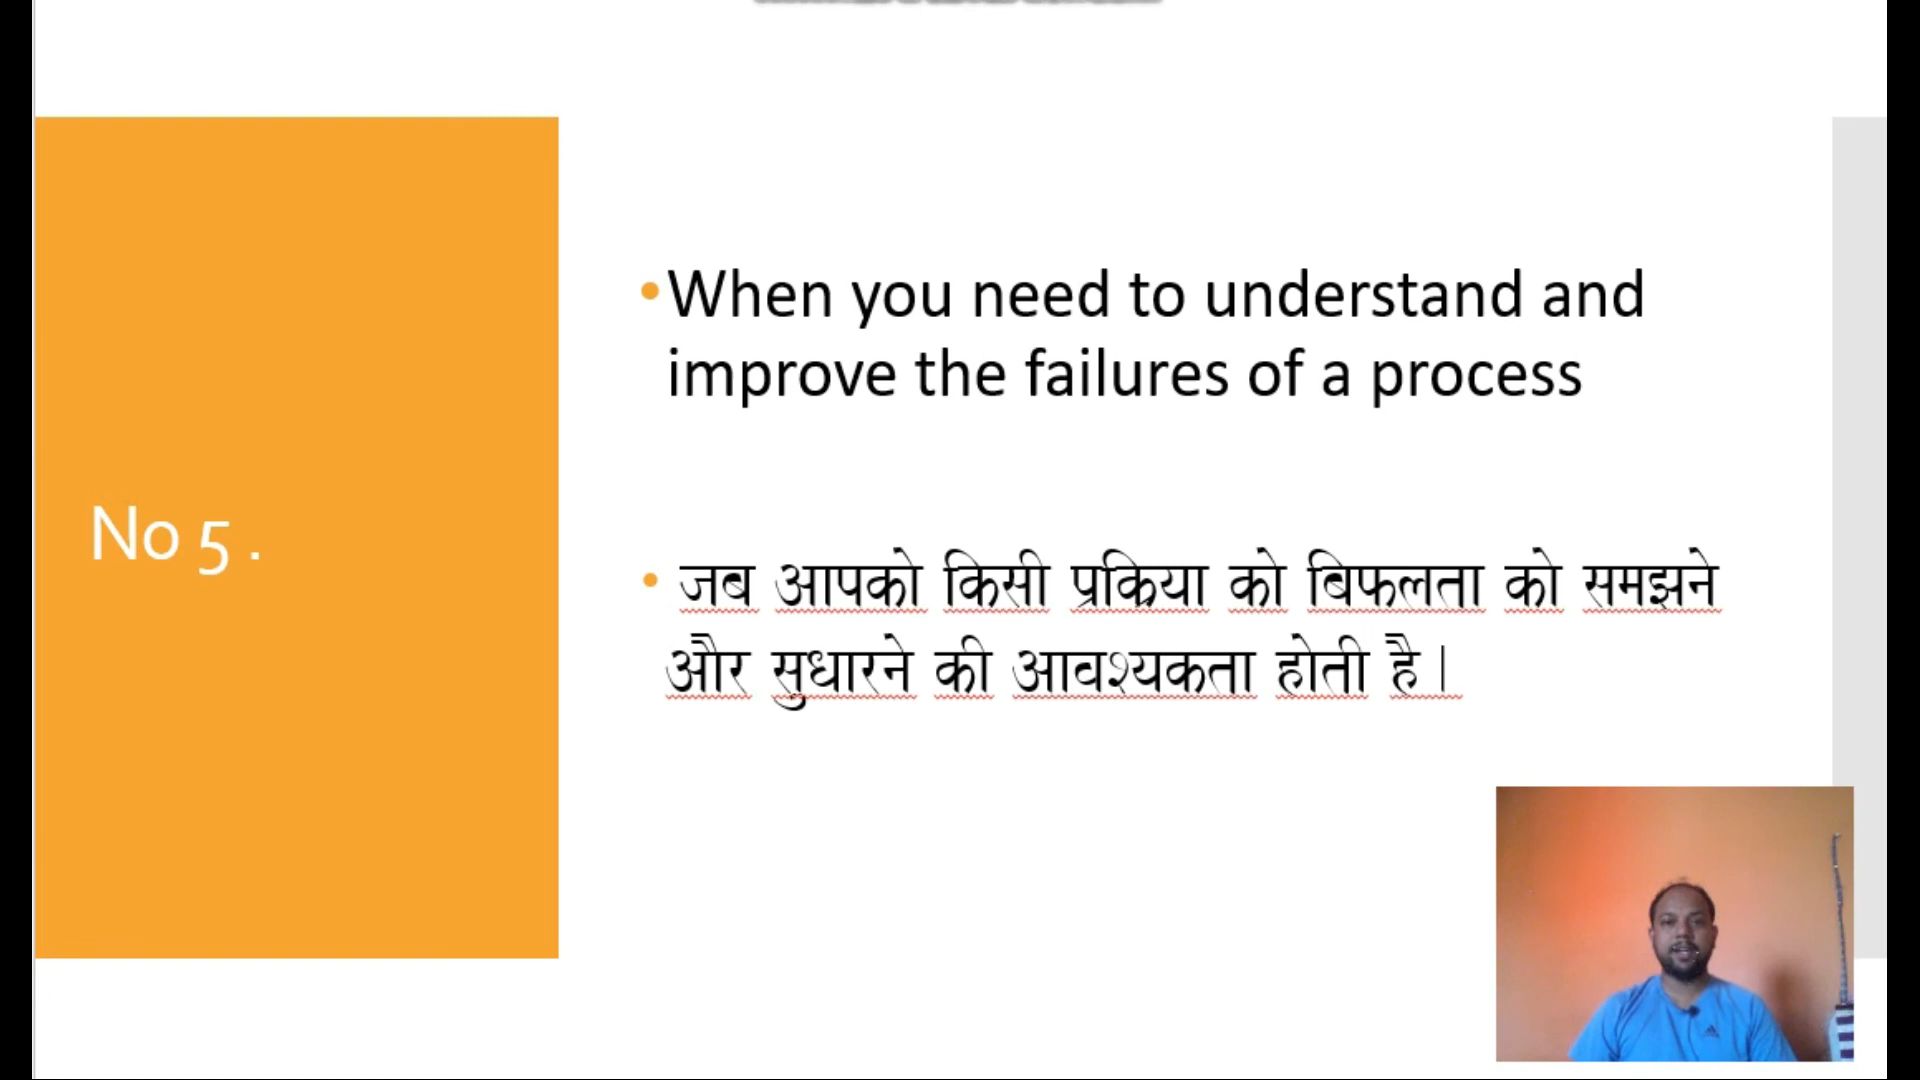 No 5 .
•When you need to understand and
improve the failures of a process
• जब आपको किसी प्रक्रिया को बिफलता को समझने
और सुधारने की आवश्यकता होती है।